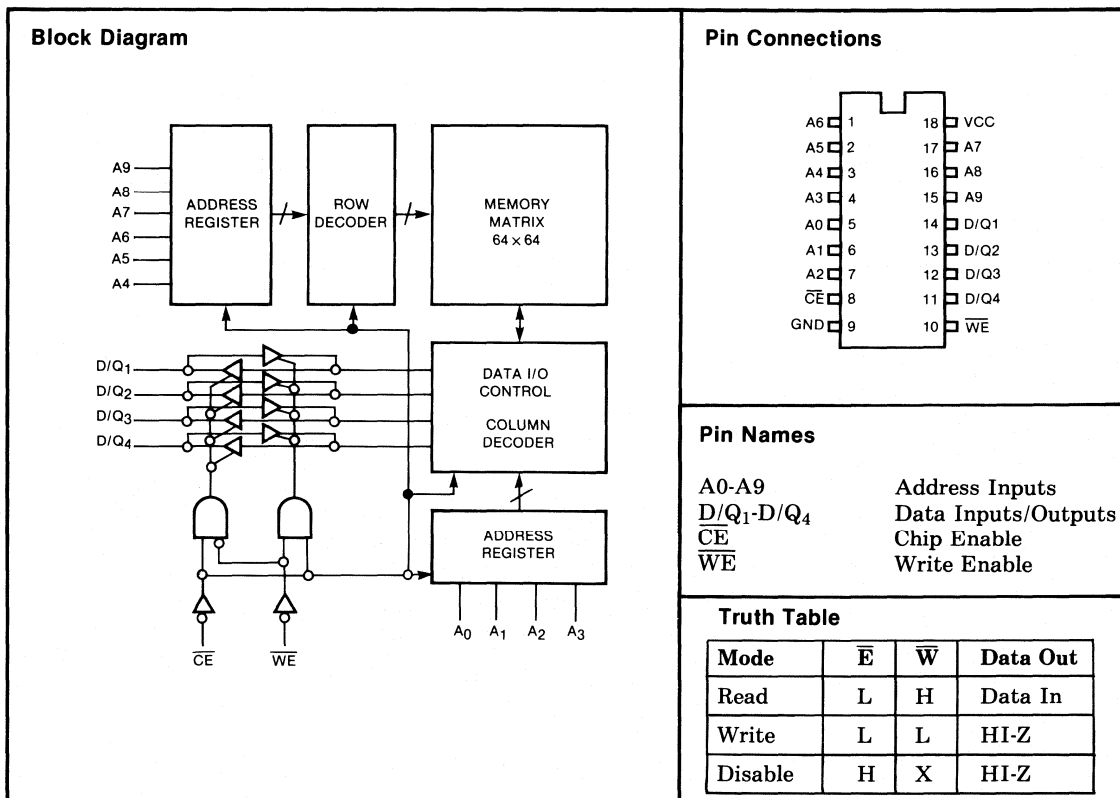 Block Diagram
A9
A8
A7
A6
A5
A4
ADDRESS
REGISTER
ROW
DECODER
MEMORY
MATRIX
64 × 64
D/Q1
D/Q2
D/Q3
D/Q4
DATA I/O
CONTROL
COLUMN
DECODER
ADDRESS
REGISTER
A0 A1 A2 A3
CE WE
Pin Connections
A6 1 18 VCC
A5 2 17 A7
A4 3 16 A8
A3 4 15 A9
A0 5 14 D/Q1
A1 6 13 D/Q2
A2 7 12 D/Q3
CE 8 11 D/Q4
GND 9 10 WE
Pin Names
A0-A9 Address Inputs
D/Q1-D/Q4 Data Inputs/Outputs
CE Chip Enable
WE Write Enable
Truth Table
Mode E W Data Out
Read L H Data In
Write L L HI-Z
Disable H X HI-Z